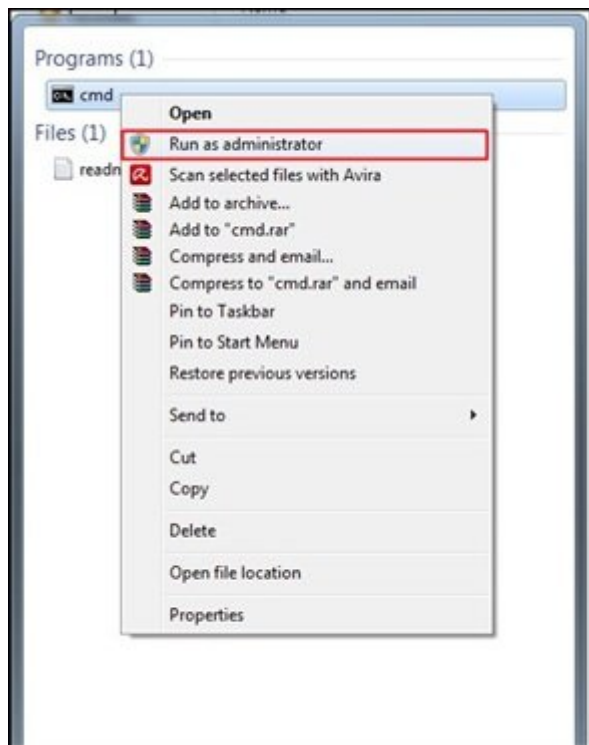 Programs (1)
cmd
Open
Files (1)
Run as administrator
readn
Scan selected files with Avira
Add to archive...
Add to "cmd.rar"
Compress and email...
Compress to "cmd.rar" and email
Pin to Taskbar
Pin to Start Menu
Restore previous versions
Send to
Cut
Copy
Delete
Open file location
Properties